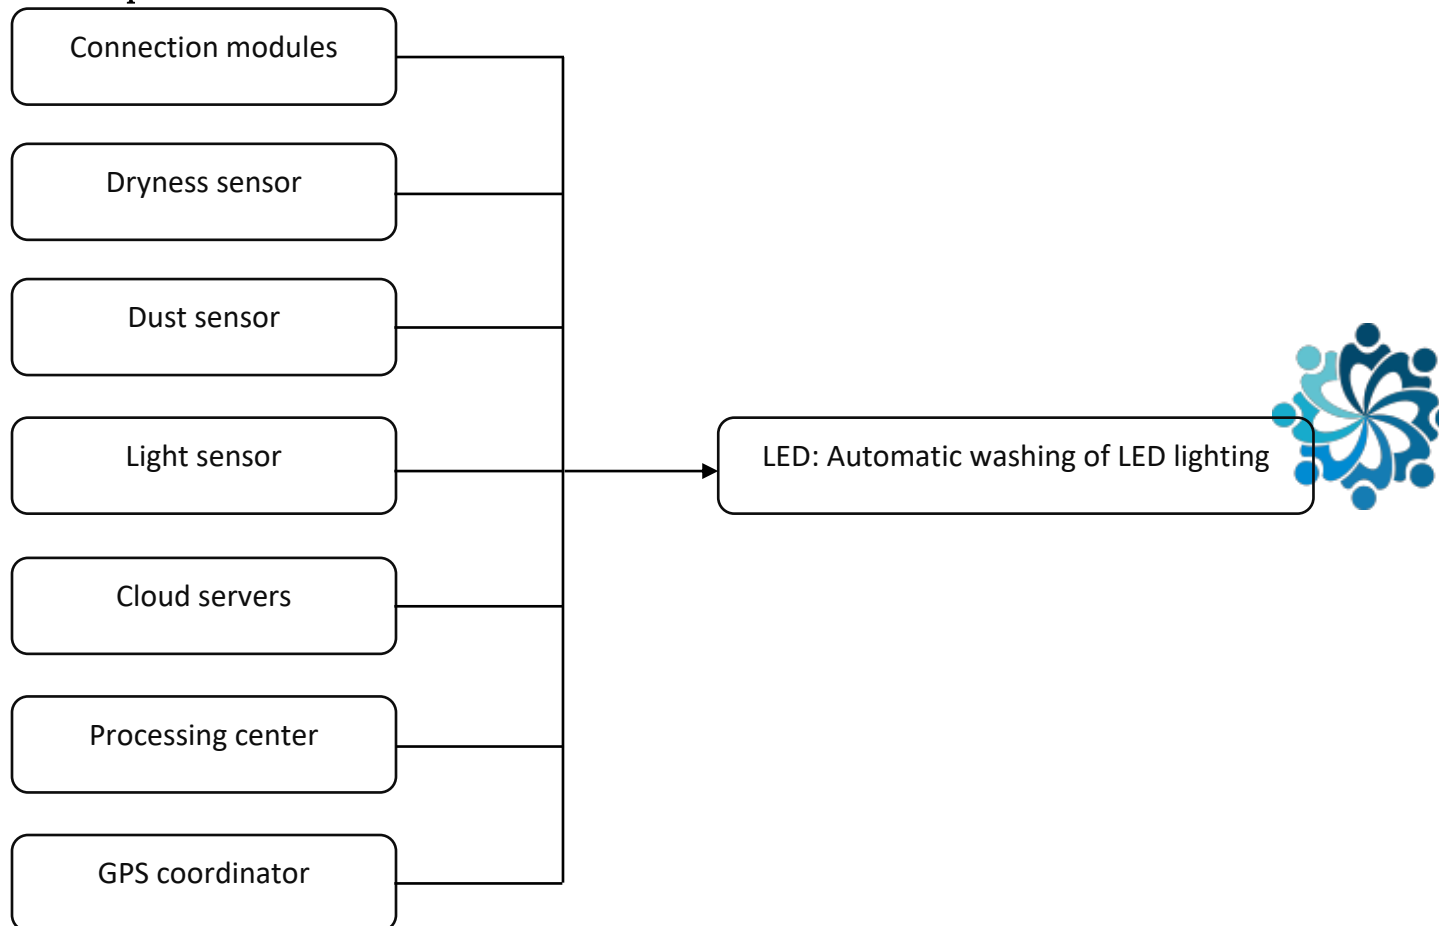 Connection modules
Dryness sensor
Dust sensor
Light sensor
LED: Automatic washing of LED lighting
Cloud servers
Processing center
GPS coordinator